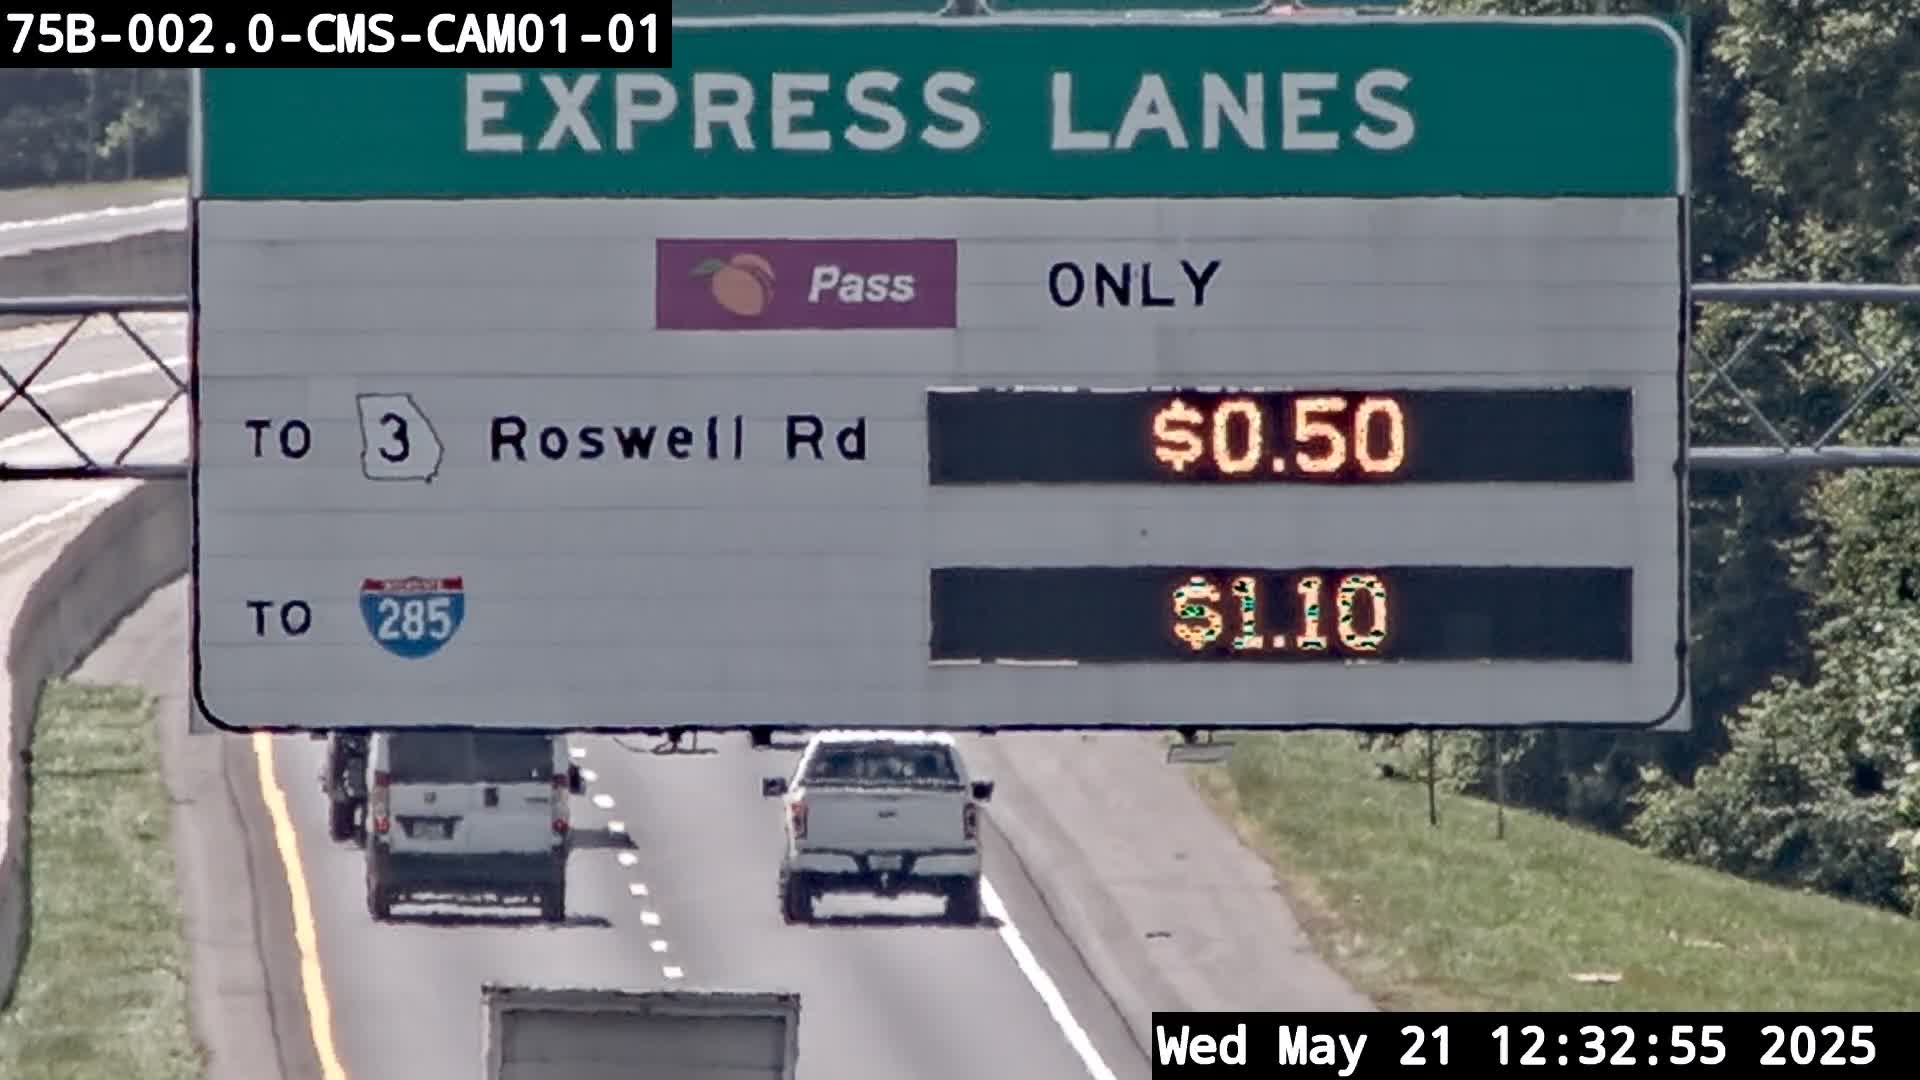 75B-002.0-CMS-CAM01-01
EXPRESS LANES
Pass ONLY
TO 3 Roswell Rd $0.50
TO 285 $1.10
Wed May 21 12:32:55 2025